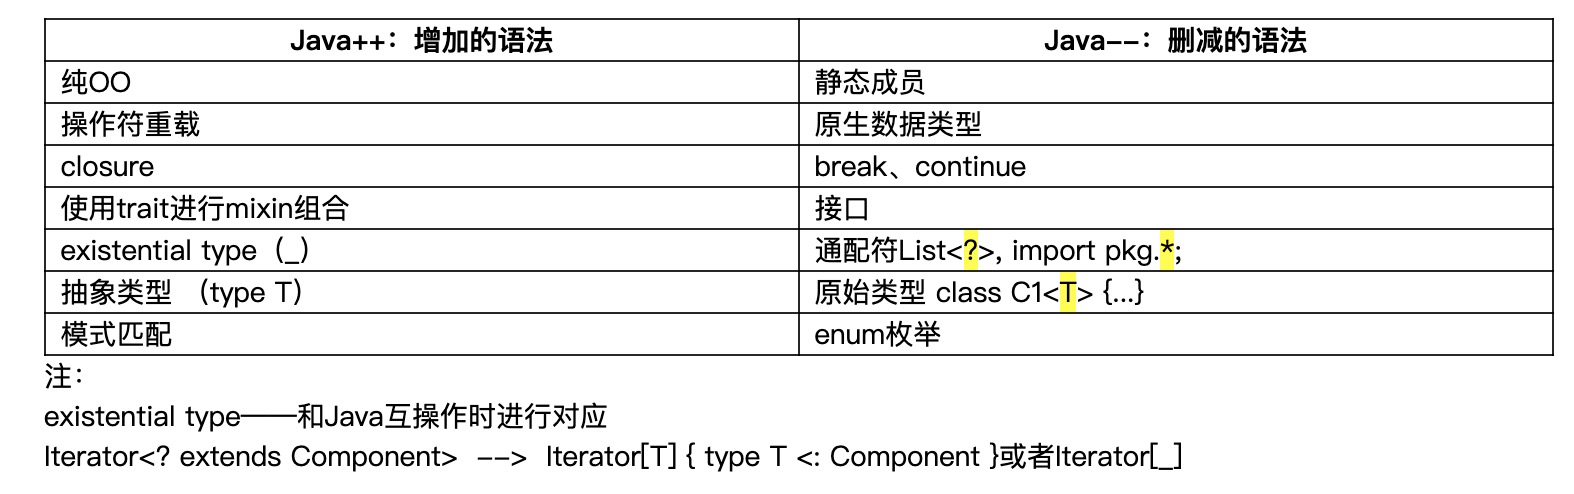 Java++：增加的语法 Java--：删减的语法
纯OO 静态成员
操作符重载 原生数据类型
closure break、continue
使用trait进行mixin组合 接口
existential type（_） 通配符List<?>, import pkg.*;
抽象类型 （type T） 原始类型 class C1<T> {...}
模式匹配 enum枚举
注：
existential type——和Java互操作时进行对应
Iterator<? extends Component> --> Iterator[T] { type T <: Component }或者Iterator[_]